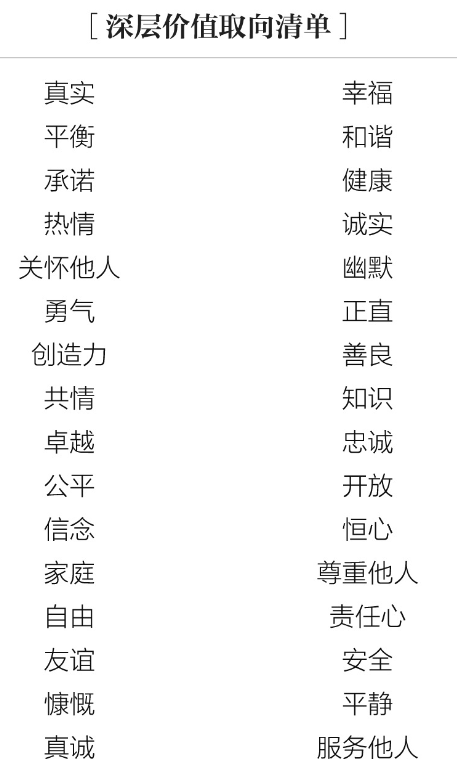 [ 深层价值取向清单 ]
真实 幸福
平衡 和谐
承诺 健康
热情 诚实
关怀他人 幽默
勇气 正直
创造力 善良
共情 知识
卓越 忠诚
公平 开放
信念 恒心
家庭 尊重他人
自由 责任心
友谊 安全
慷慨 平静
真诚 服务他人